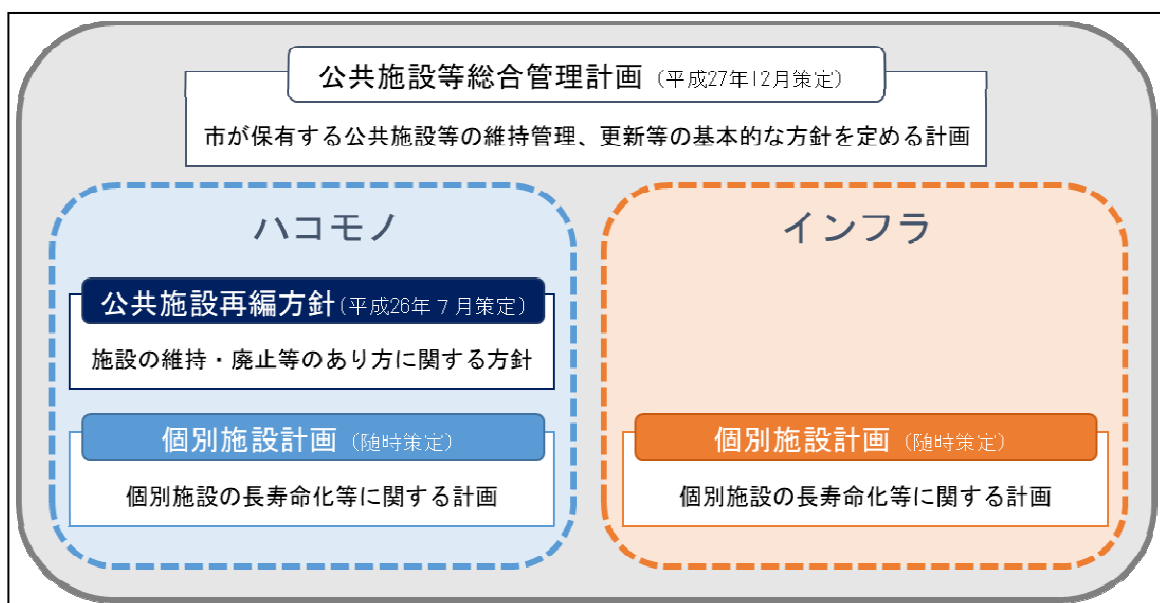 公共施設等総合管理計画（平成27年12月策定）
市が保有する公共施設等の維持管理、更新等の基本的な方針を定める計画
ハコモノ
公共施設再編方針（平成26年７月策定）
施設の維持・廃止等のあり方に関する方針
個別施設計画（随時策定）
個別施設の長寿命化等に関する計画
インフラ
個別施設計画（随時策定）
個別施設の長寿命化等に関する計画